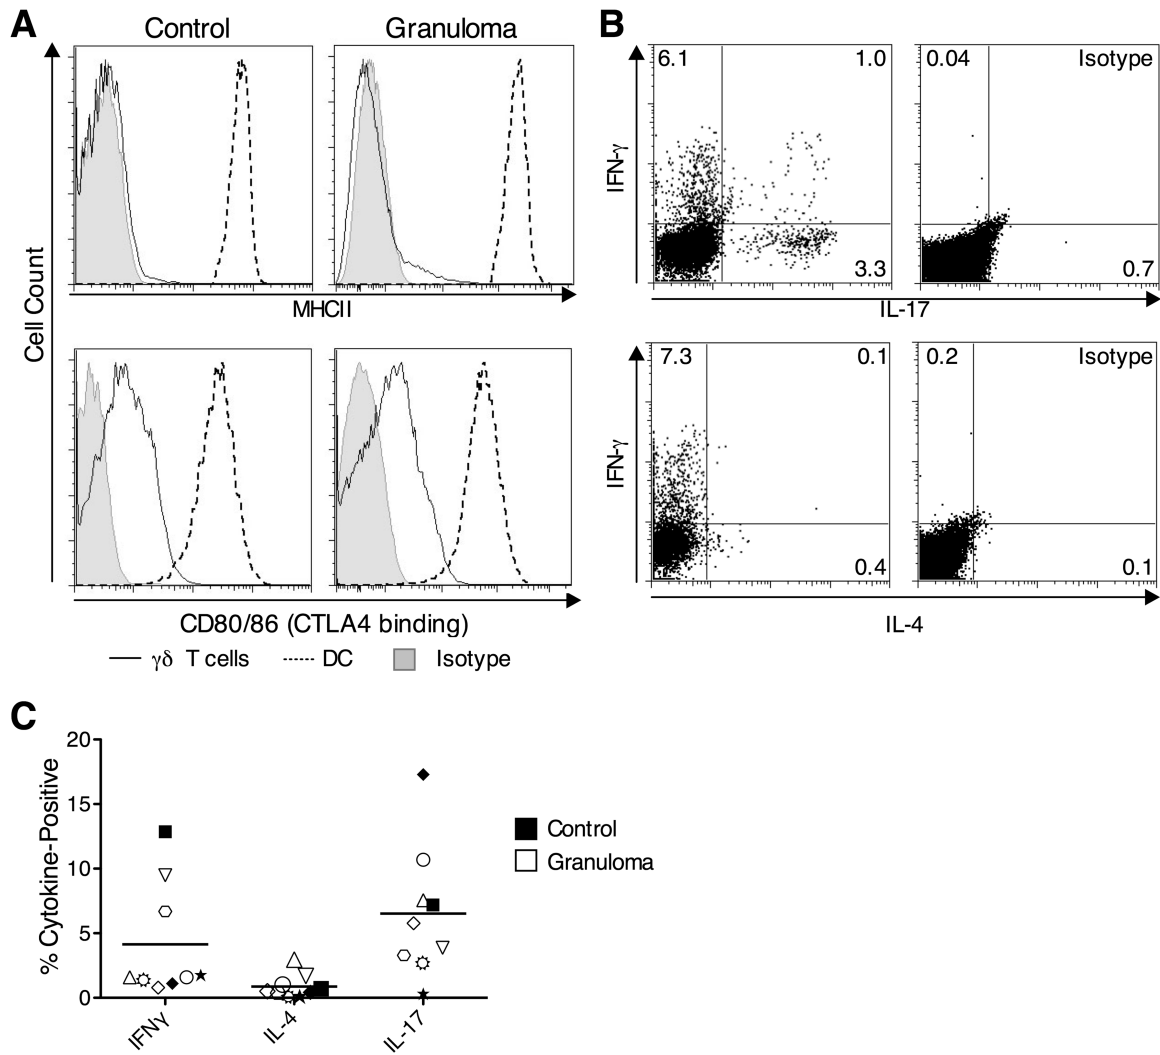 A
Control
Granuloma
Cell Count
MHCII
CD80/86 (CTLA4 binding)
γδ T cells
DC
Isotype
B
6.1
1.0
3.3
IFN-γ
0.04
Isotype
0.7
IL-17
7.3
0.1
0.4
IFN-γ
0.2
Isotype
0.1
IL-4
C
% Cytokine-Positive
20
15
10
5
0
IFNγ
IL-4
IL-17
Control
Granuloma